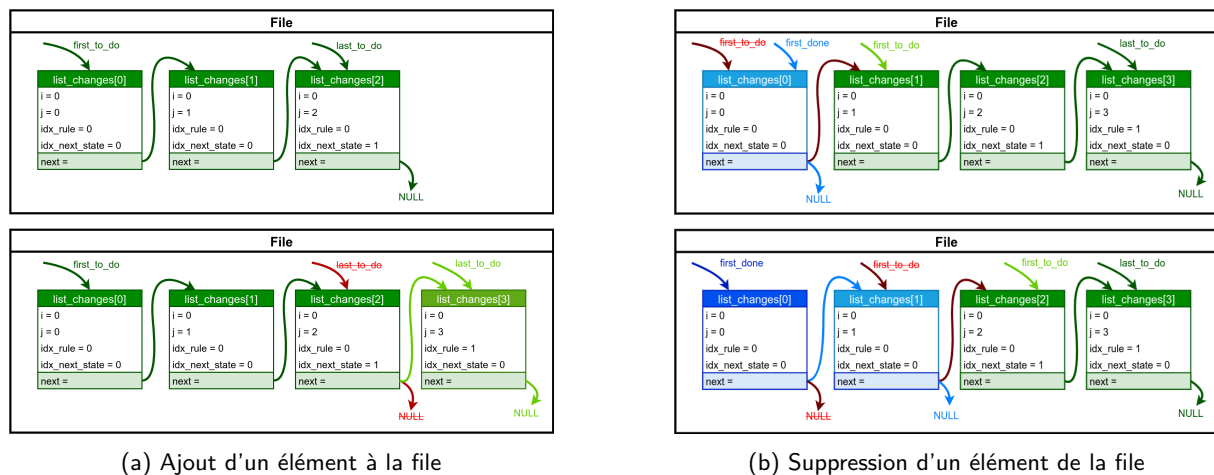 File
first_to_do
last_to_do
list_changes[0]
list_changes[1]
list_changes[2]
i = 0
i = 0
i = 0
j = 0
j = 1
j = 2
idx_rule = 0
idx_rule = 0
idx_rule = 0
idx_next_state = 0
idx_next_state = 0
idx_next_state = 1
next =
next =
next =
NULL
File
first_to_do
last_to_do
last_to_do
list_changes[0]
list_changes[1]
list_changes[2]
list_changes[3]
i = 0
i = 0
i = 0
i = 0
j = 0
j = 1
j = 2
j = 3
idx_rule = 0
idx_rule = 0
idx_rule = 0
idx_rule = 1
idx_next_state = 0
idx_next_state = 0
idx_next_state = 1
idx_next_state = 0
next =
next =
next =
next =
NULL
NULL
(a) Ajout d'un élément à la file
File
first_to_do
first_done
first_to_do
last_to_do
list_changes[0]
list_changes[1]
list_changes[2]
list_changes[3]
i = 0
i = 0
i = 0
i = 0
j = 0
j = 1
j = 2
j = 3
idx_rule = 0
idx_rule = 0
idx_rule = 0
idx_rule = 1
idx_next_state = 0
idx_next_state = 0
idx_next_state = 1
idx_next_state = 0
next =
next =
next =
next =
NULL
NULL
File
first_done
first_to_do
first_to_do
last_to_do
list_changes[0]
list_changes[1]
list_changes[2]
list_changes[3]
i = 0
i = 0
i = 0
i = 0
j = 0
j = 1
j = 2
j = 3
idx_rule = 0
idx_rule = 0
idx_rule = 0
idx_rule = 1
idx_next_state = 0
idx_next_state = 0
idx_next_state = 1
idx_next_state = 0
next =
next =
next =
next =
NULL
NULL
NULL
(b) Suppression d'un élément de la file